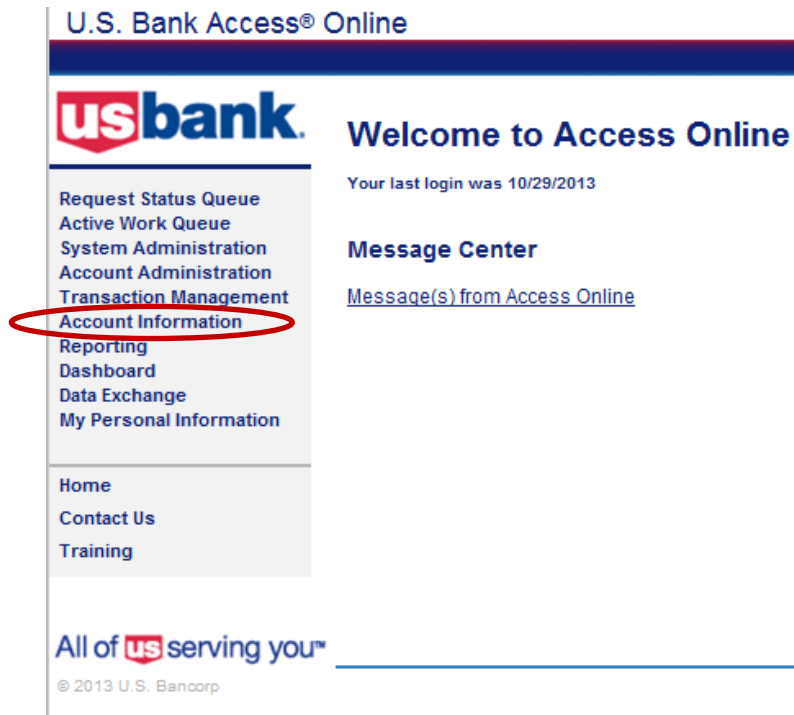 U.S. Bank Access® Online
usbank.
Welcome to Access Online
Your last login was 10/29/2013
Message Center
Message(s) from Access Online
Request Status Queue
Active Work Queue
System Administration
Account Administration
Transaction Management
Account Information
Reporting
Dashboard
Data Exchange
My Personal Information
Home
Contact Us
Training
All of us serving you™
© 2013 U.S. Bancorp